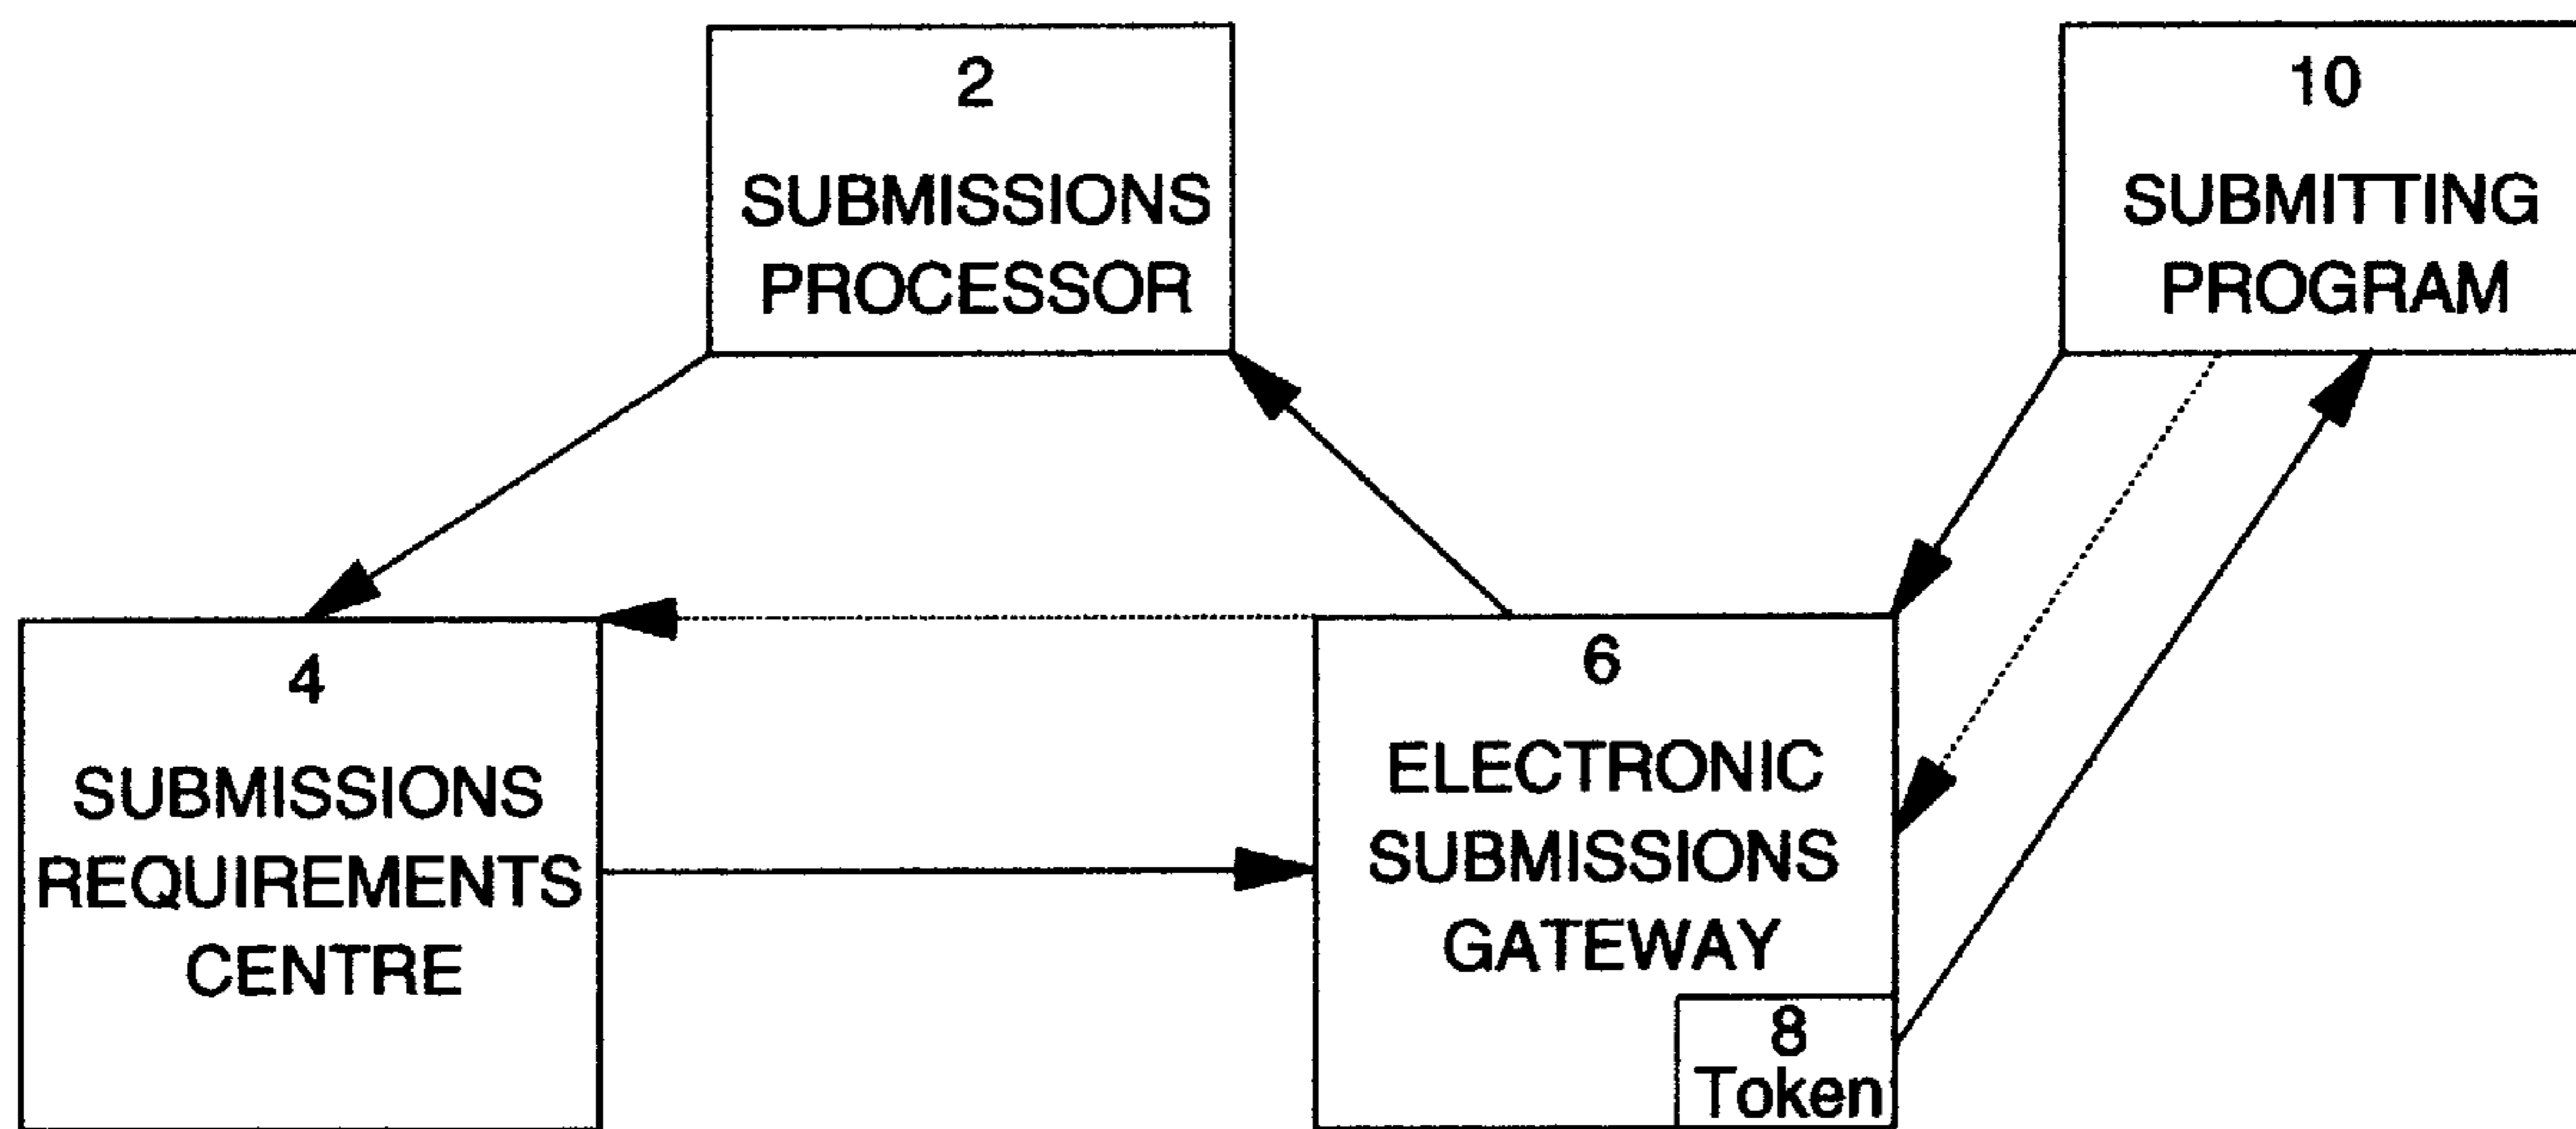 2
SUBMISSIONS
PROCESSOR
10
SUBMITTING
PROGRAM
4
SUBMISSIONS
REQUIREMENTS
CENTRE
6
ELECTRONIC
SUBMISSIONS
GATEWAY
8
Token